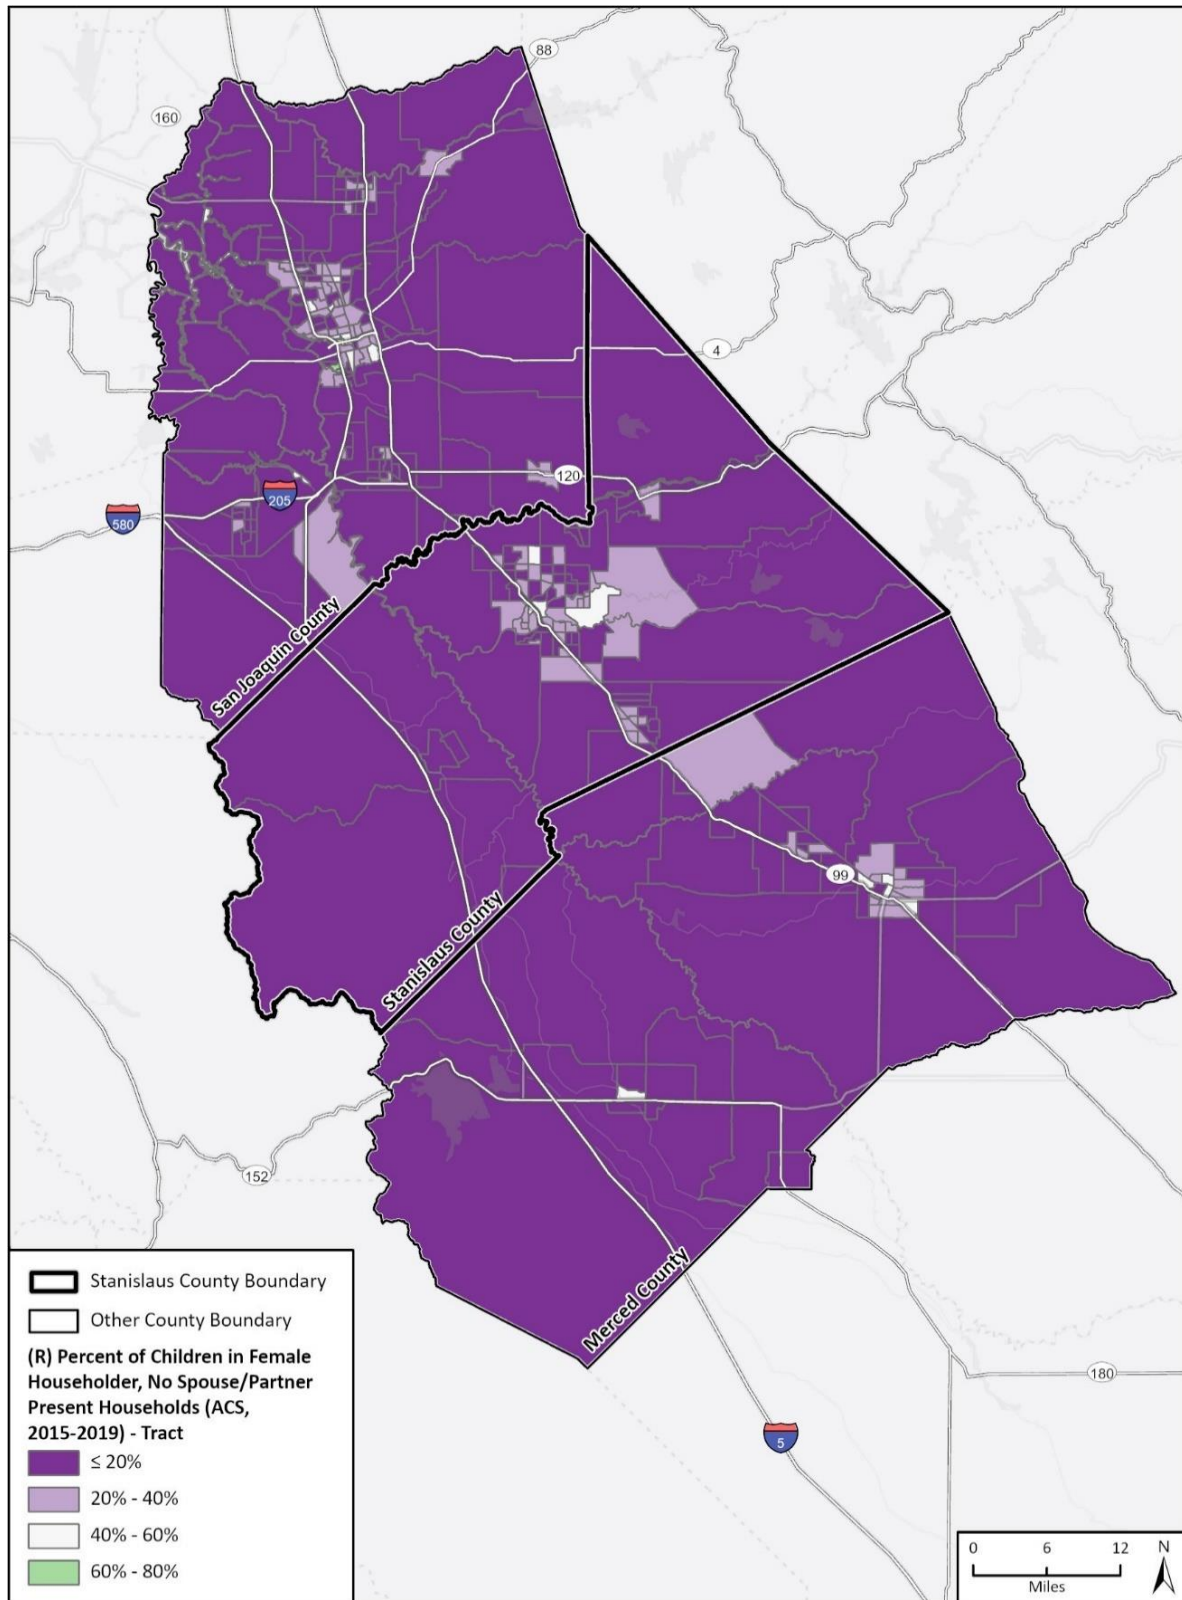 88
160
4
120
205
580
San Joaquin County
99
Stanislaus County
152
Merced County
180
5
Stanislaus County Boundary
Other County Boundary
(R) Percent of Children in Female
Householder, No Spouse/Partner
Present Households (ACS,
2015-2019) - Tract
≤ 20%
20% - 40%
40% - 60%
60% - 80%
0 6 12
Miles
N